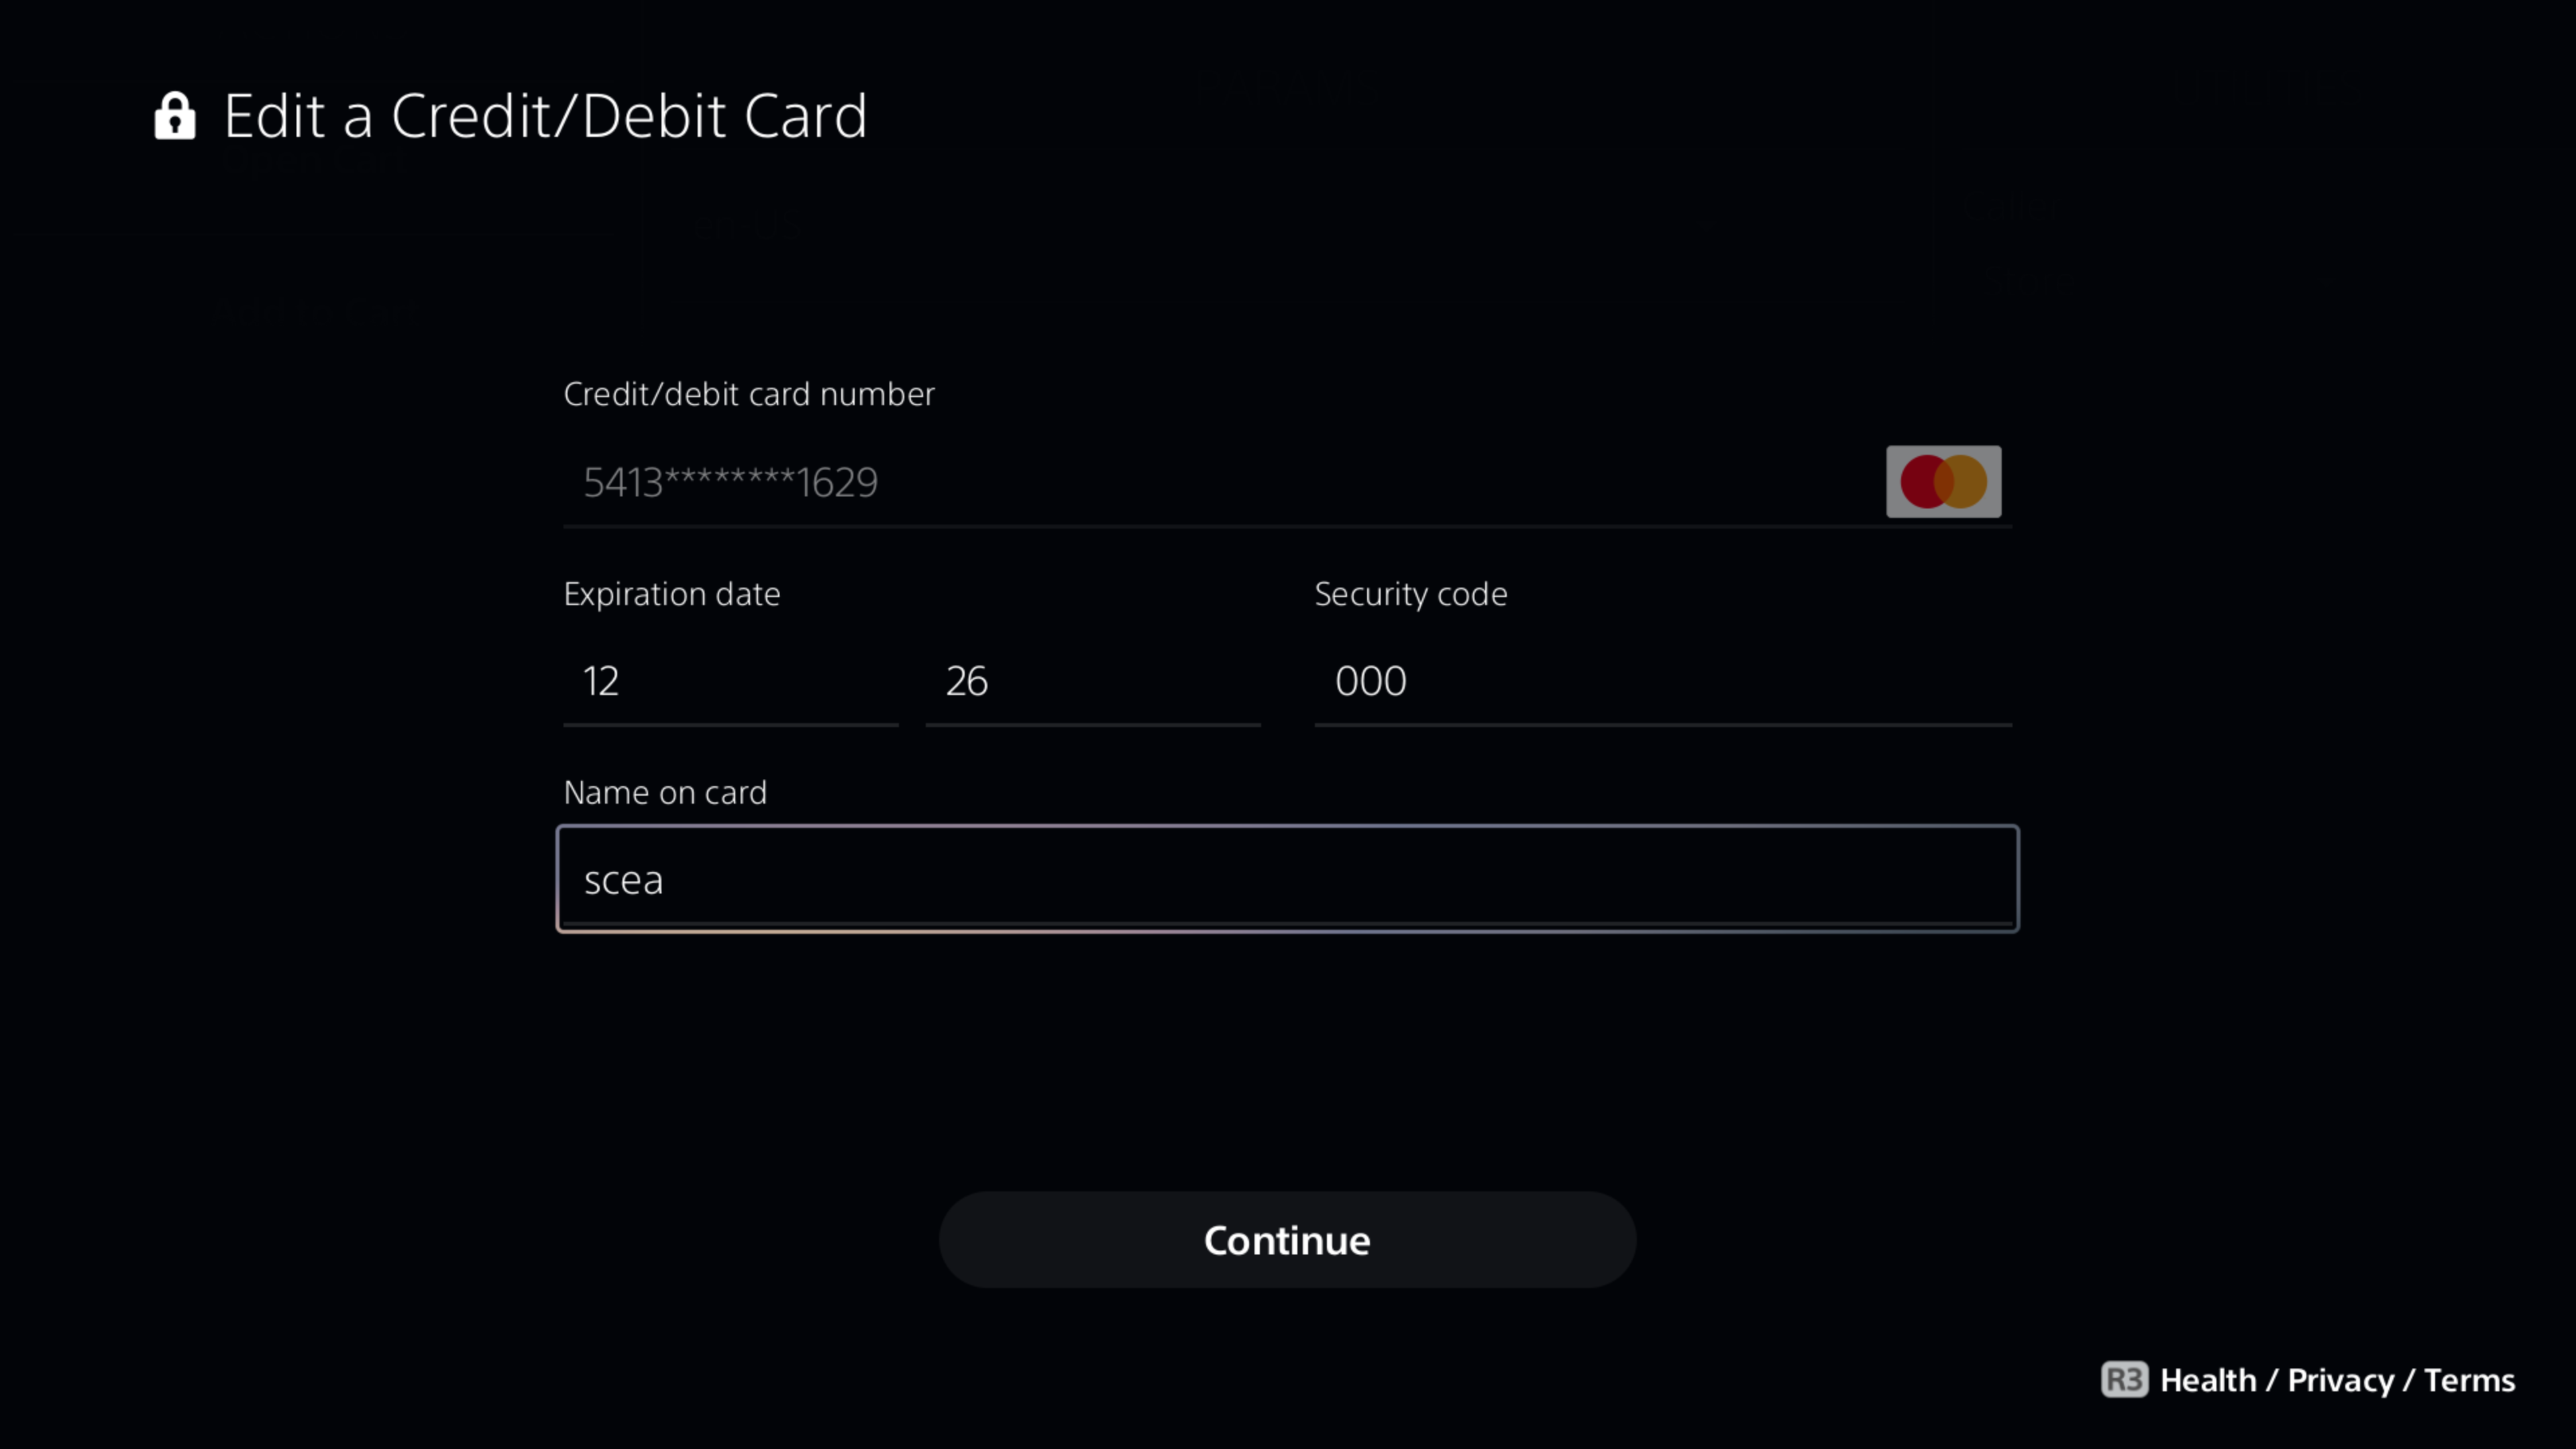 Edit a Credit/Debit Card
Credit/debit card number
5413********1629
Expiration date
Security code
12
26
000
Name on card
scea
Continue
R3 Health / Privacy / Terms